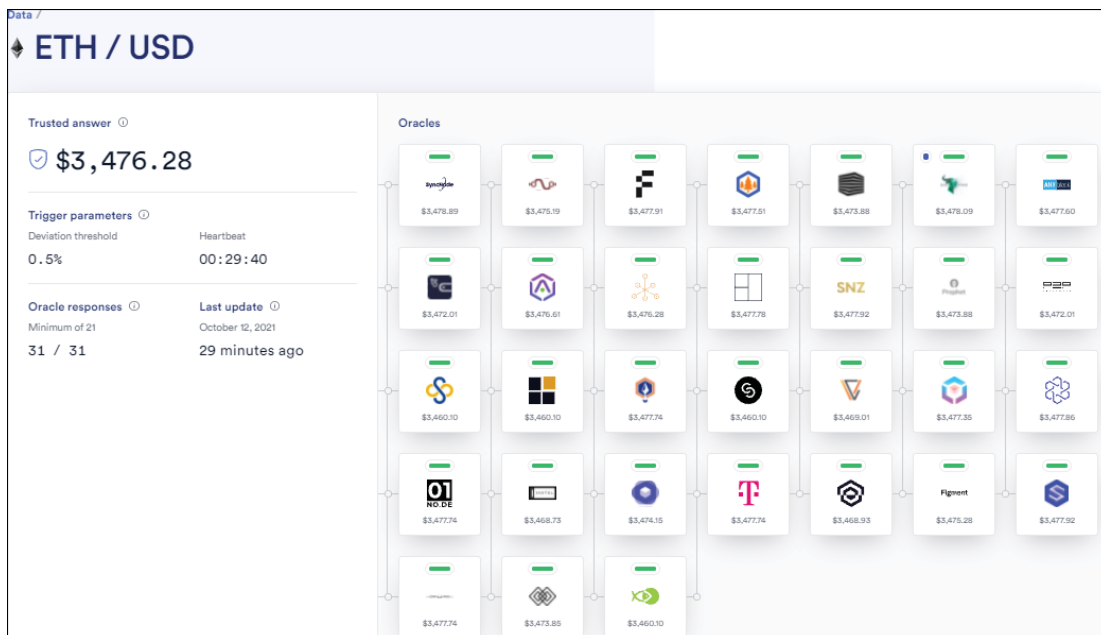 Data /
ETH / USD
Trusted answer
$3,476.28
Trigger parameters
Deviation threshold
Heartbeat
0.5%
00:29:40
Oracle responses
Last update
Minimum of 21
October 12, 2021
31 / 31
29 minutes ago
Oracles
SyncNode
$3,478.89
$3,475.19
$3,477.91
$3,477.51
$3,473.88
$3,478.09
ANYblock
$3,477.60
$3,472.01
$3,476.61
$3,476.28
$3,477.78
SNZ
$3,477.92
Prophet
$3,473.88
$3,472.01
$3,460.10
$3,460.10
$3,477.74
$3,460.10
$3,469.01
$3,477.35
$3,477.86
01
NO.DE
$3,477.74
$3,468.73
$3,474.15
T
$3,477.74
$3,468.93
Figment
$3,475.28
$3,477.92
$3,477.74
$3,473.85
$3,460.10